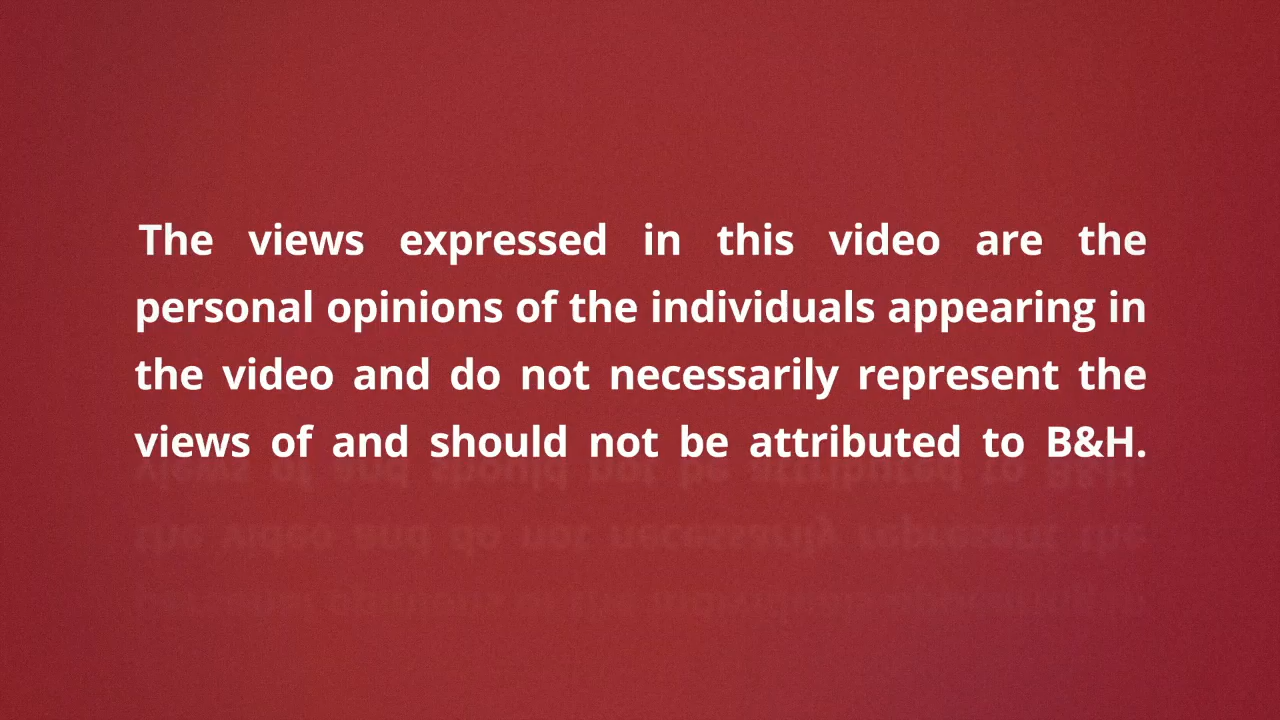 The views expressed in this video are the
personal opinions of the individuals appearing in
the video and do not necessarily represent the
views of and should not be attributed to B&H.